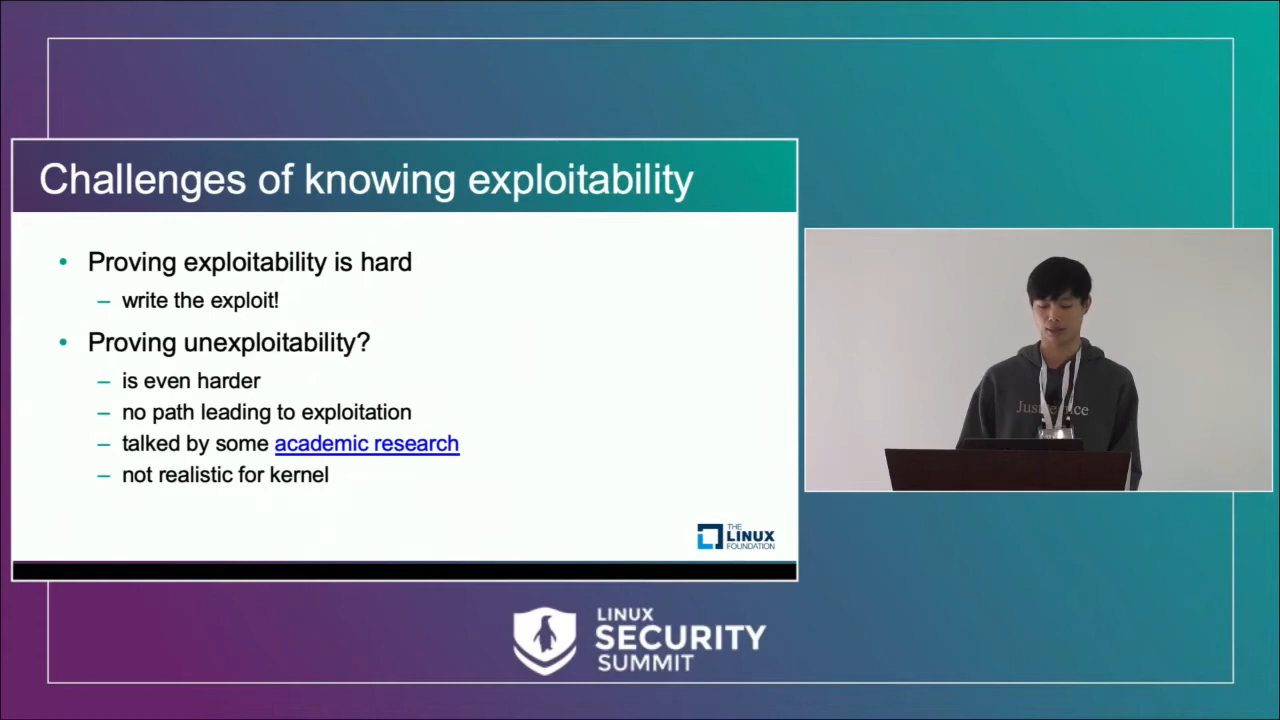 Challenges of knowing exploitability
Proving exploitability is hard
– write the exploit!
Proving unexploitability?
– is even harder
– no path leading to exploitation
– talked by some academic research
– not realistic for kernel
THE
LINUX
FOUNDATION
LINUX
SECURITY
SUMMIT